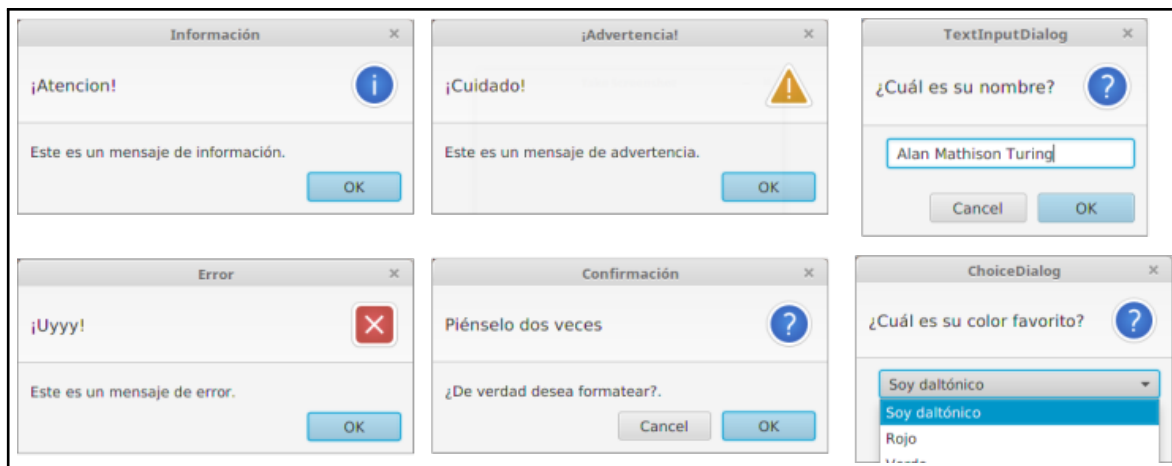 Información
¡Atencion!
Este es un mensaje de información.
OK
¡Advertencia!
¡Cuidado!
Este es un mensaje de advertencia.
OK
TextInputDialog
¿Cuál es su nombre?
Alan Mathison Turing
Cancel OK
Error
¡Uyyy!
Este es un mensaje de error.
OK
Confirmación
Piénselo dos veces
¿De verdad desea formatear?.
Cancel OK
ChoiceDialog
¿Cuál es su color favorito?
Soy daltónico
Soy daltónico
Rojo